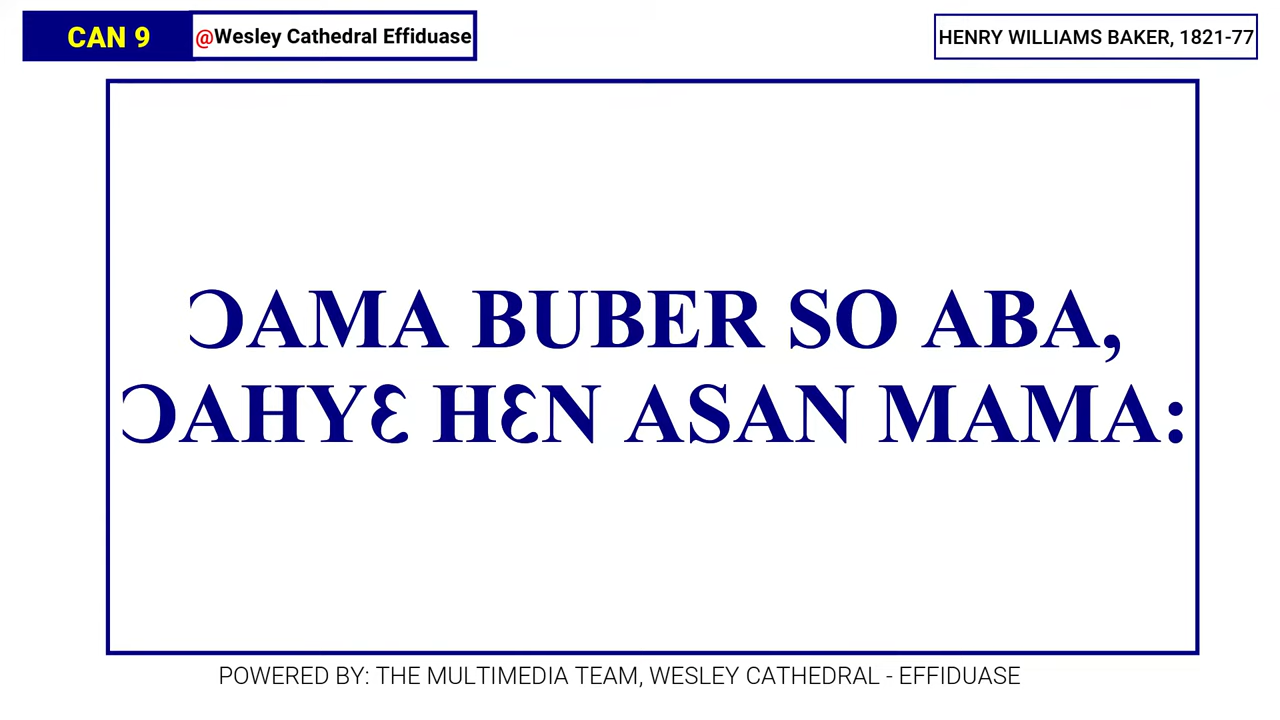 CAN 9 @Wesley Cathedral Effiduase
HENRY WILLIAMS BAKER, 1821-77
ƆAMA BUBER SO ABA,
ƆAHYƐ HƐN ASAN MAMA:
POWERED BY: THE MULTIMEDIA TEAM, WESLEY CATHEDRAL - EFFIDUASE